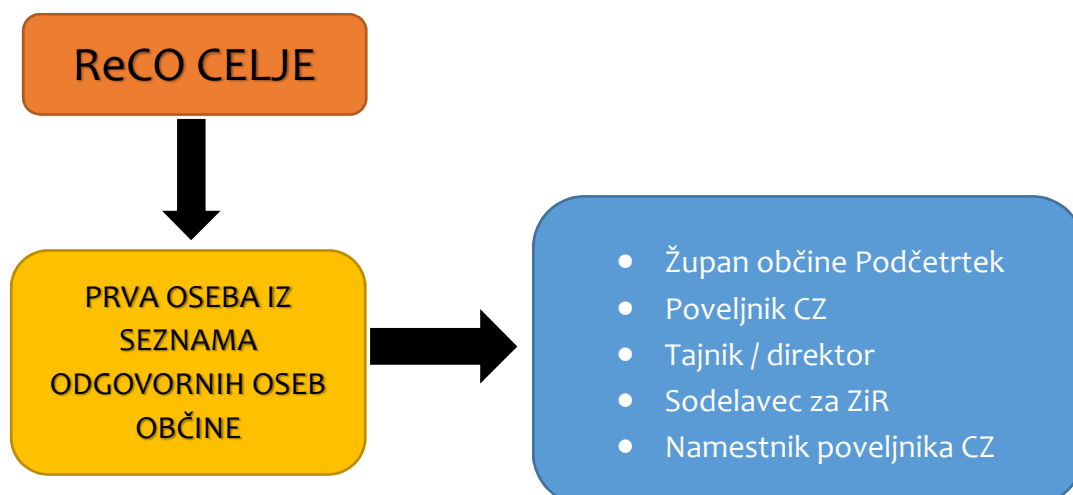 ReCO CELJE
PRVA OSEBA IZ
SEZNAMA
ODGOVORNIH OSEB
OBČINE
• Župan občine Podčetrtek
• Poveljnik CZ
• Tajnik / direktor
• Sodelavec za ZiR
• Namestnik poveljnika CZ